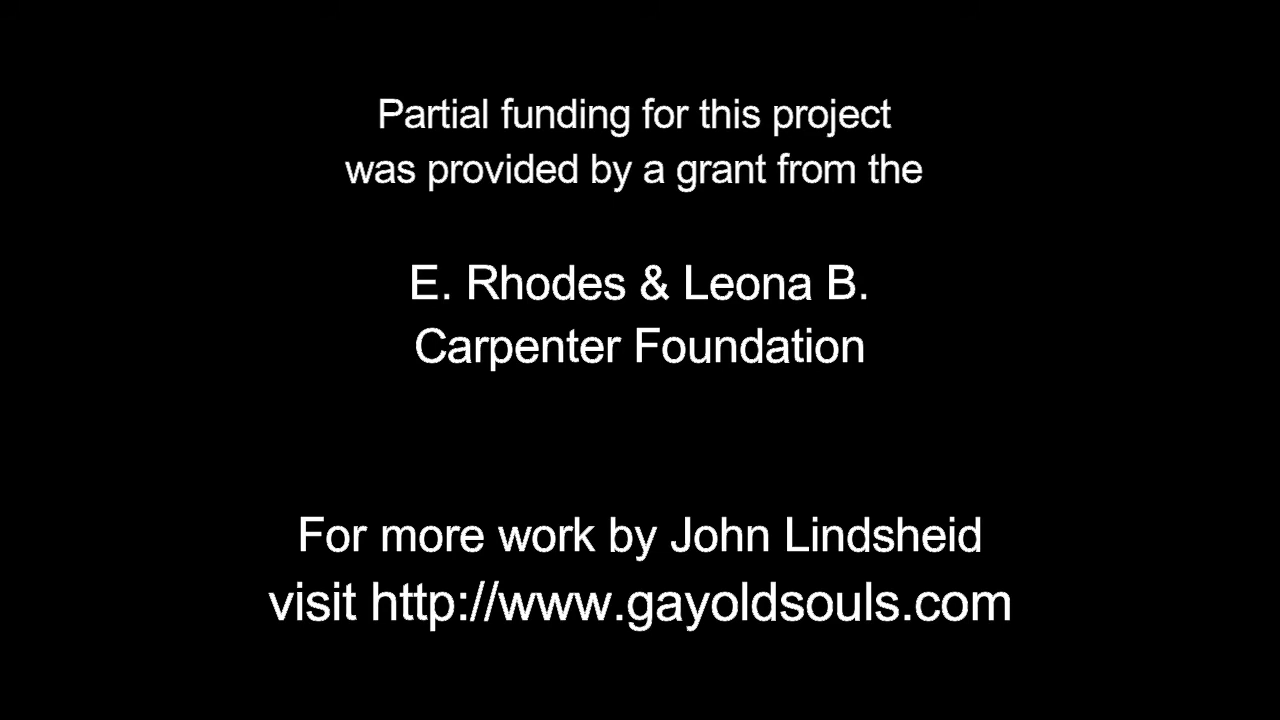 Partial funding for this project
was provided by a grant from the
E. Rhodes & Leona B.
Carpenter Foundation
For more work by John Lindsheid
visit http://www.gayoldsouls.com